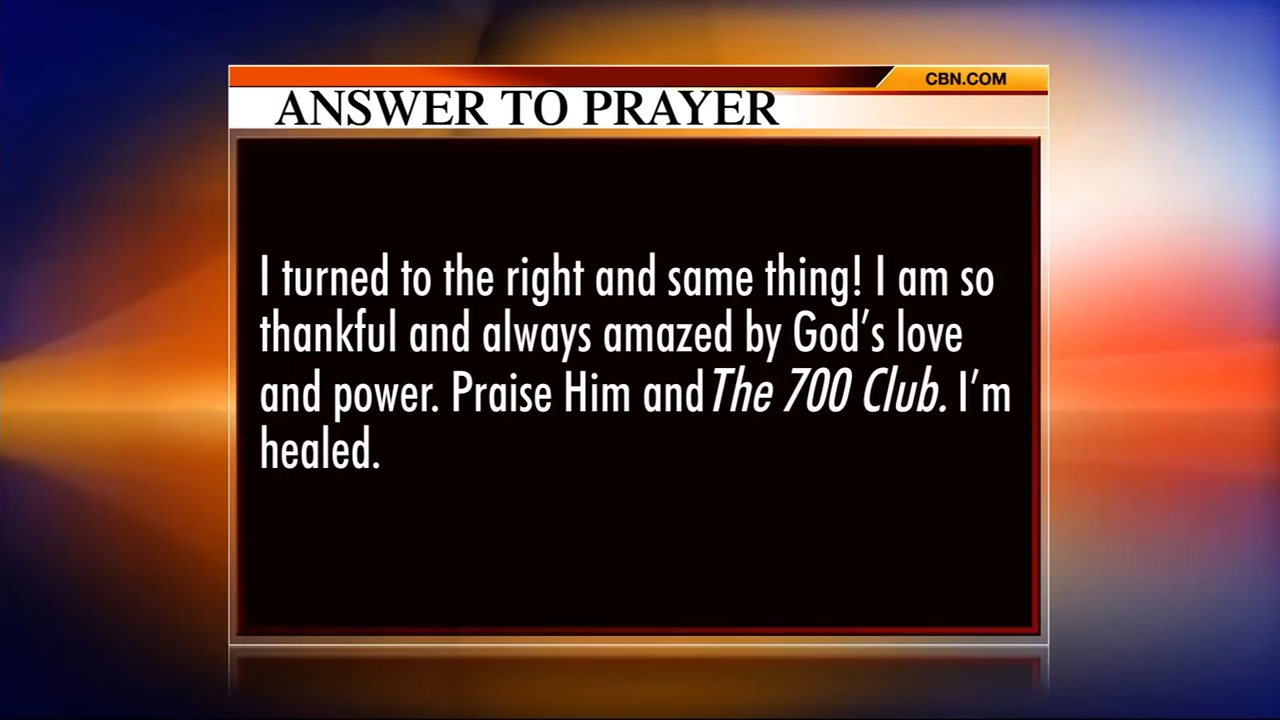 CBN.COM
ANSWER TO PRAYER
I turned to the right and same thing! I am so
thankful and always amazed by God's love
and power. Praise Him and The 700 Club. I'm
healed.